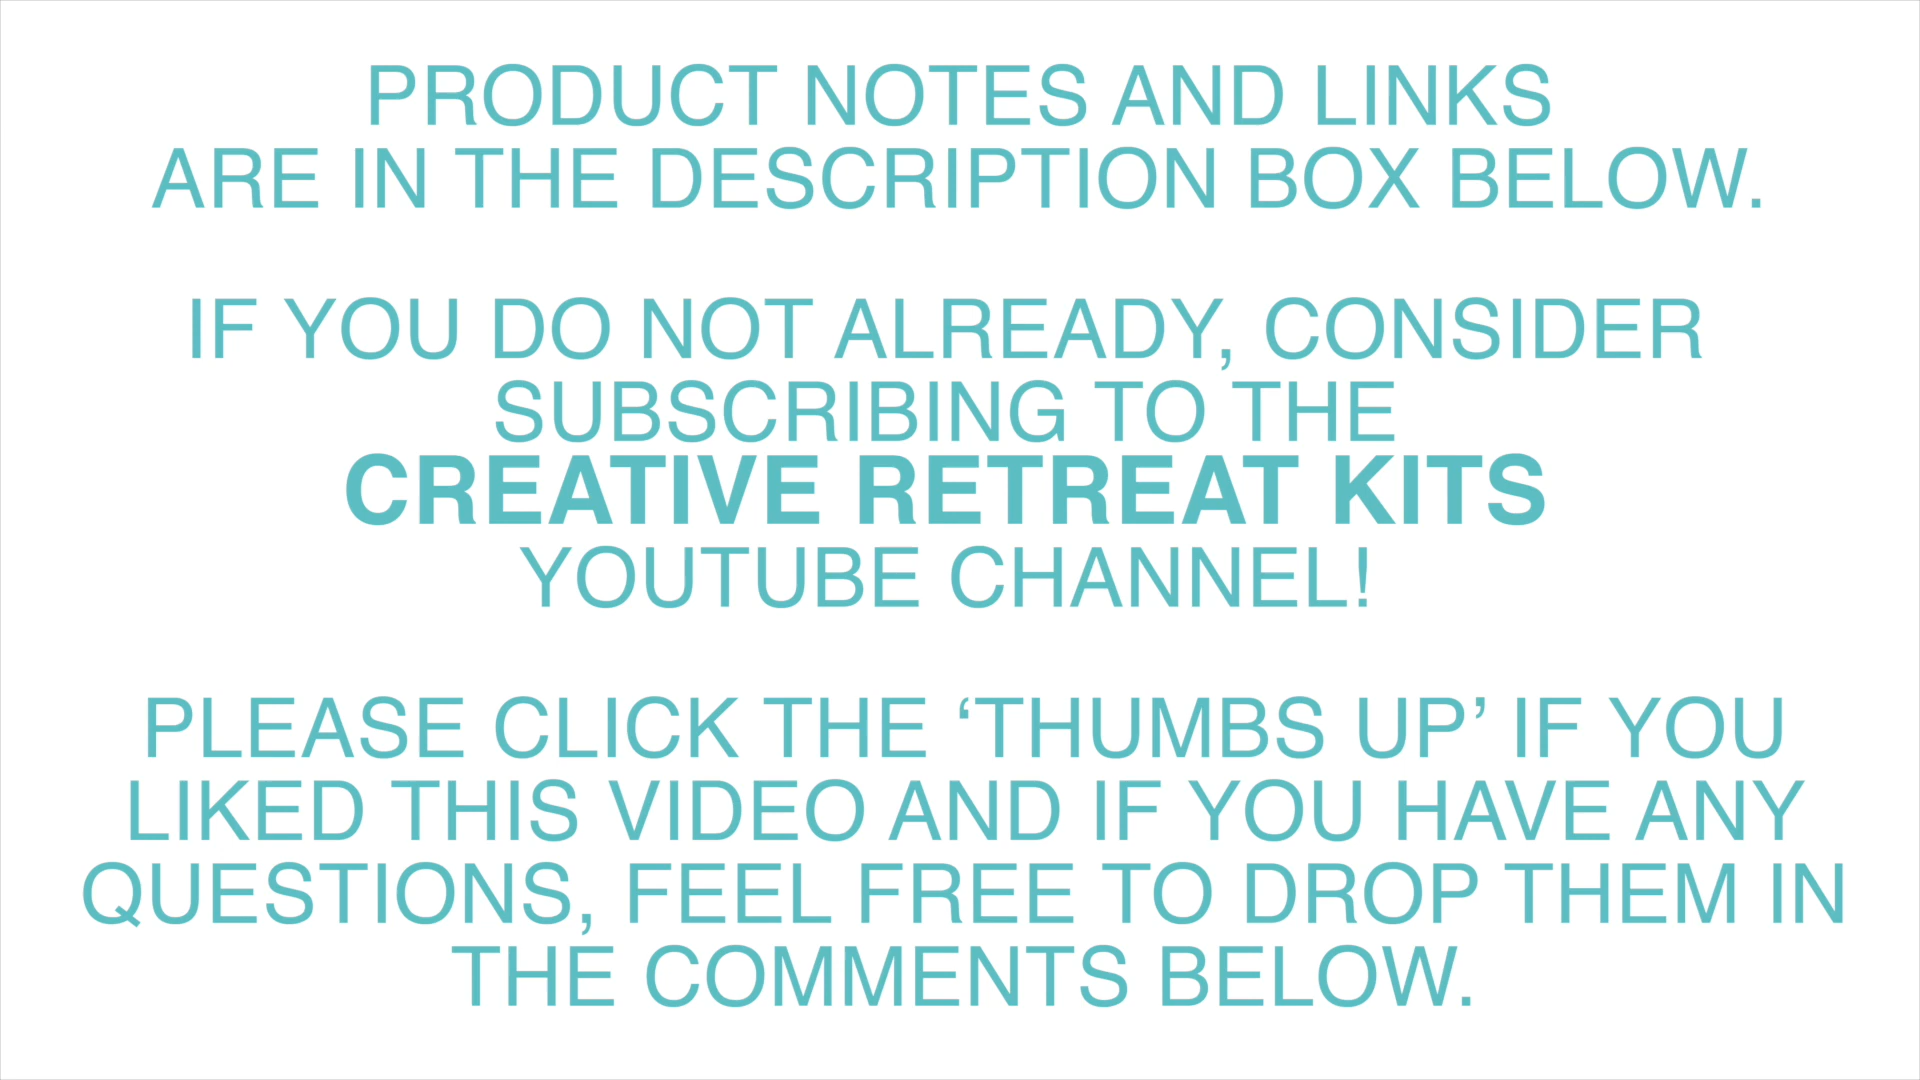 PRODUCT NOTES AND LINKS
ARE IN THE DESCRIPTION BOX BELOW.
IF YOU DO NOT ALREADY, CONSIDER
SUBSCRIBING TO THE
CREATIVE RETREAT KITS
YOUTUBE CHANNEL!
PLEASE CLICK THE ‘THUMBS UP’ IF YOU
LIKED THIS VIDEO AND IF YOU HAVE ANY
QUESTIONS, FEEL FREE TO DROP THEM IN
THE COMMENTS BELOW.